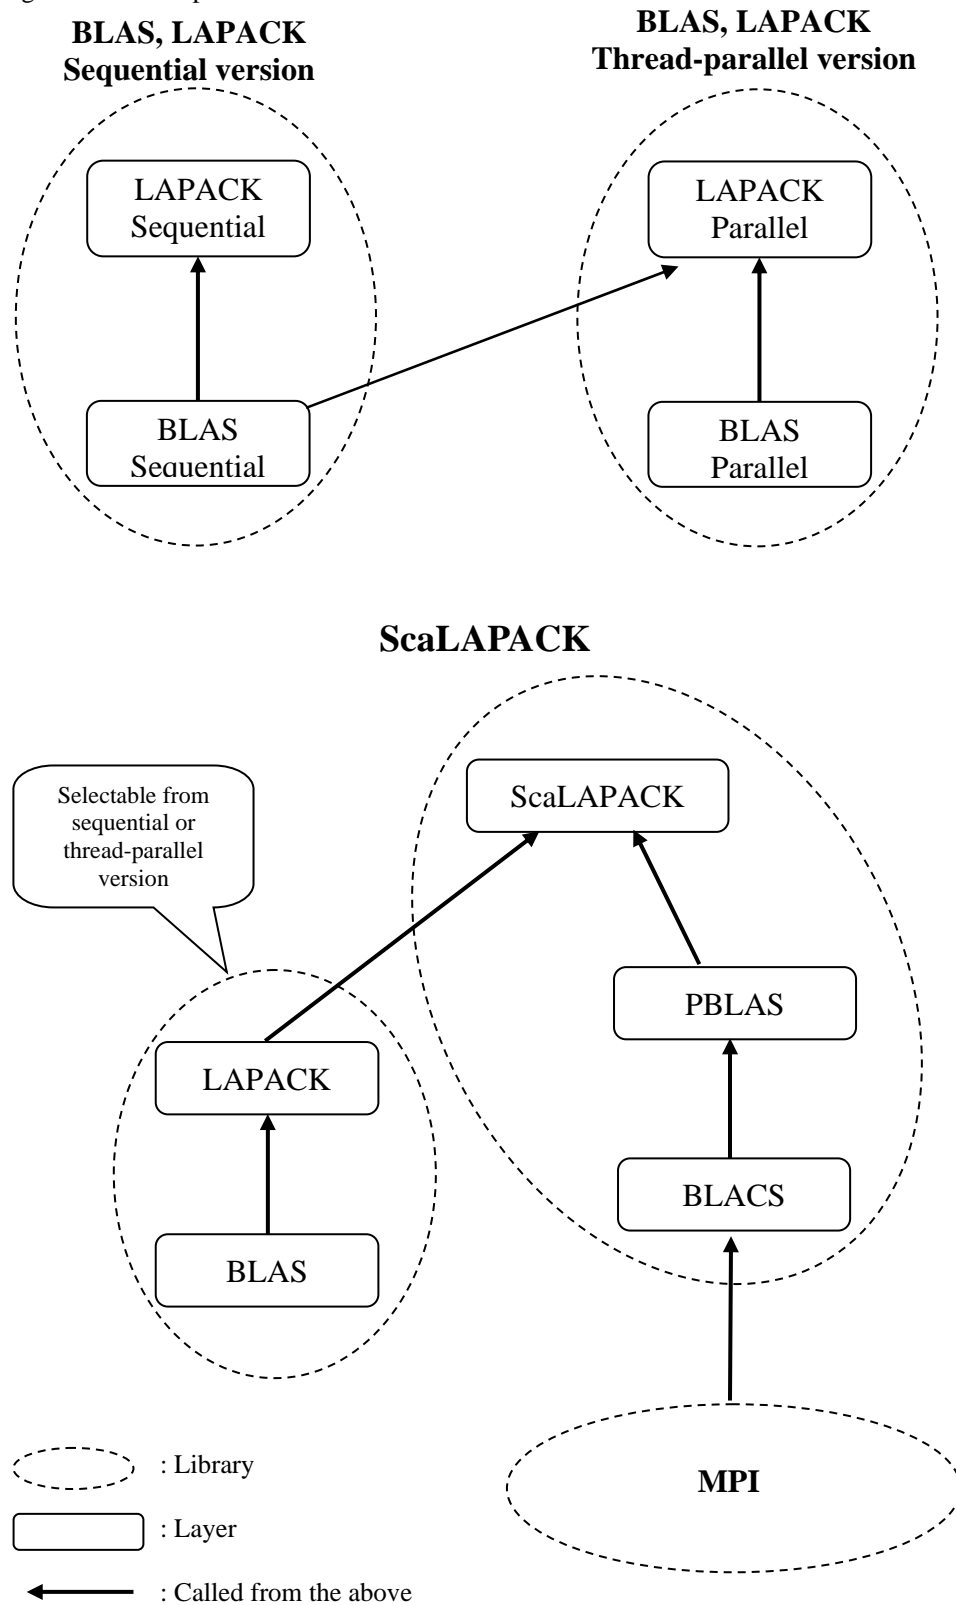 BLAS, LAPACK
Sequential version
BLAS, LAPACK
Thread-parallel version
LAPACK
Sequential
LAPACK
Parallel
BLAS
Sequential
BLAS
Parallel
ScaLAPACK
Selectable from
sequential or
thread-parallel
version
ScaLAPACK
PBLAS
LAPACK
BLACS
BLAS
MPI
: Library
: Layer
: Called from the above